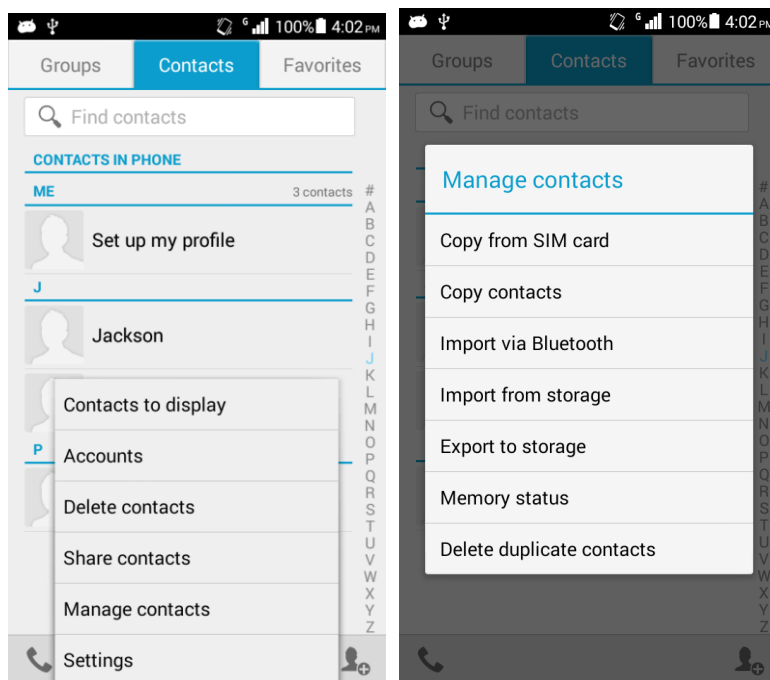 G 100% 4:02 PM
Groups Contacts Favorites
Find contacts
CONTACTS IN PHONE
ME 3 contacts
Set up my profile
J
Jackson
P
Contacts to display
Accounts
Delete contacts
Share contacts
Manage contacts
Settings
#
A
B
C
D
E
F
G
H
I
J
K
L
M
N
O
P
Q
R
S
T
U
V
W
X
Y
Z
G 100% 4:02 PM
Groups Contacts Favorites
Find contacts
Manage contacts
Copy from SIM card
Copy contacts
Import via Bluetooth
Import from storage
Export to storage
Memory status
Delete duplicate contacts
#
A
B
C
D
E
F
G
H
I
J
K
L
M
N
O
P
Q
R
S
T
U
V
W
X
Y
Z